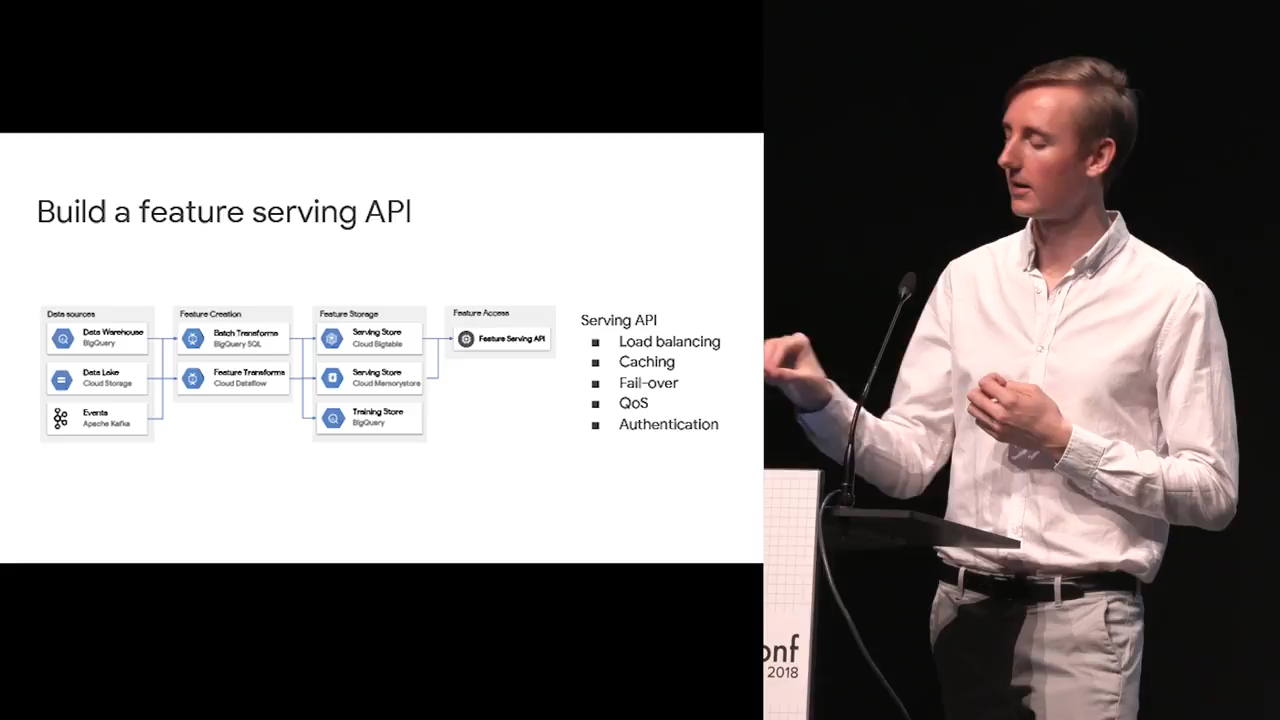 Build a feature serving API
Data sources
Data Warehouse
BigQuery
Data Lake
Cloud Storage
Events
Apache Kafka
Feature Creation
Batch Transforms
BigQuery SQL
Feature Transforms
Cloud Dataflow
Feature Storage
Serving Store
Cloud Bigtable
Serving Store
Cloud Memorystore
Training Store
BigQuery
Feature Access
Feature Serving API
Serving API
■ Load balancing
■ Caching
■ Fail-over
■ QoS
■ Authentication
onf
2018